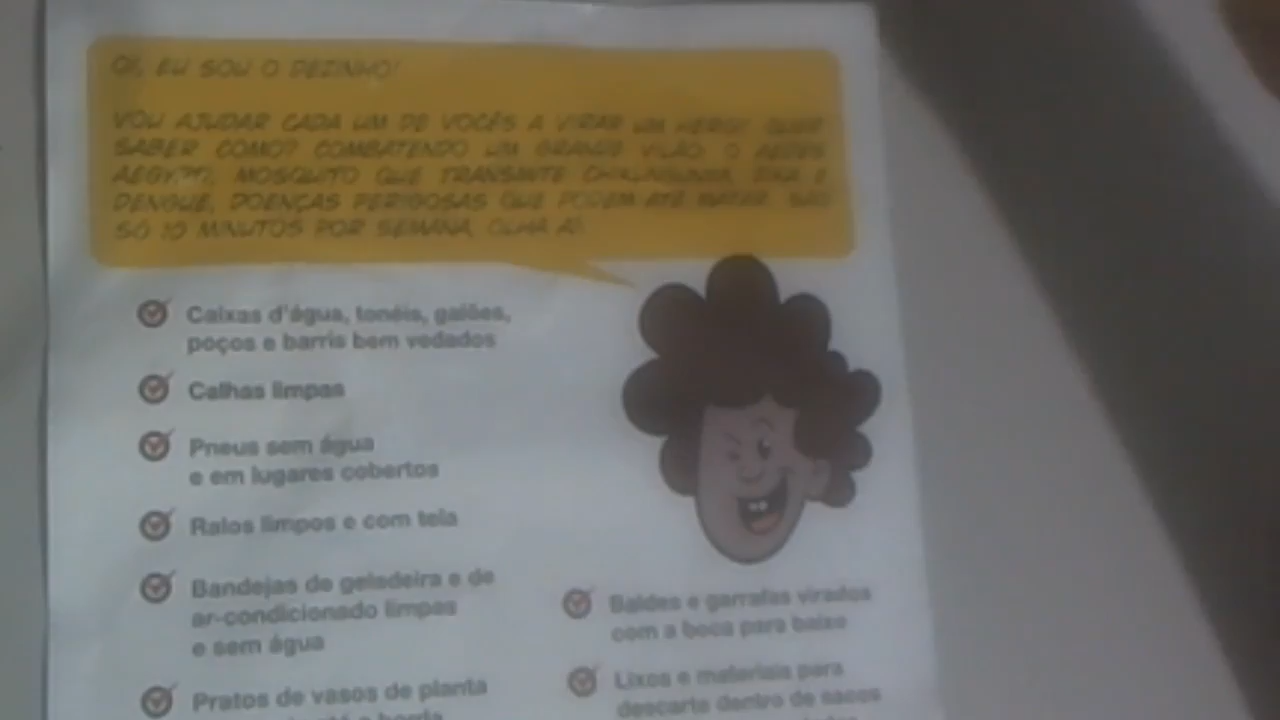 OI, EU SOU O DEZINHO!
VOU AJUDAR CADA UM DE VOCÊS A VIRAR UM HERÓI! QUER
SABER COMO? COMBATENDO UM GRANDE VILÃO: O AEDES
AEGYPTI, MOSQUITO QUE TRANSMITE CHIKUNGUNYA, ZIKA E
DENGUE, DOENÇAS PERIGOSAS QUE PODEM ATÉ MATAR. SÃO
SÓ 10 MINUTOS POR SEMANA, OLHA AÍ:
Caixas d'água, tonéis, galões,
poços e barris bem vedados
Calhas limpas
Pneus sem água
e em lugares cobertos
Ralos limpos e com tela
Bandejas de geladeira e de
ar-condicionado limpas
e sem água
Pratos de vasos de planta
borda
Baldes e garrafas virados
com a boca para baixo
Lixos e materiais para
descarte dentro de sacos